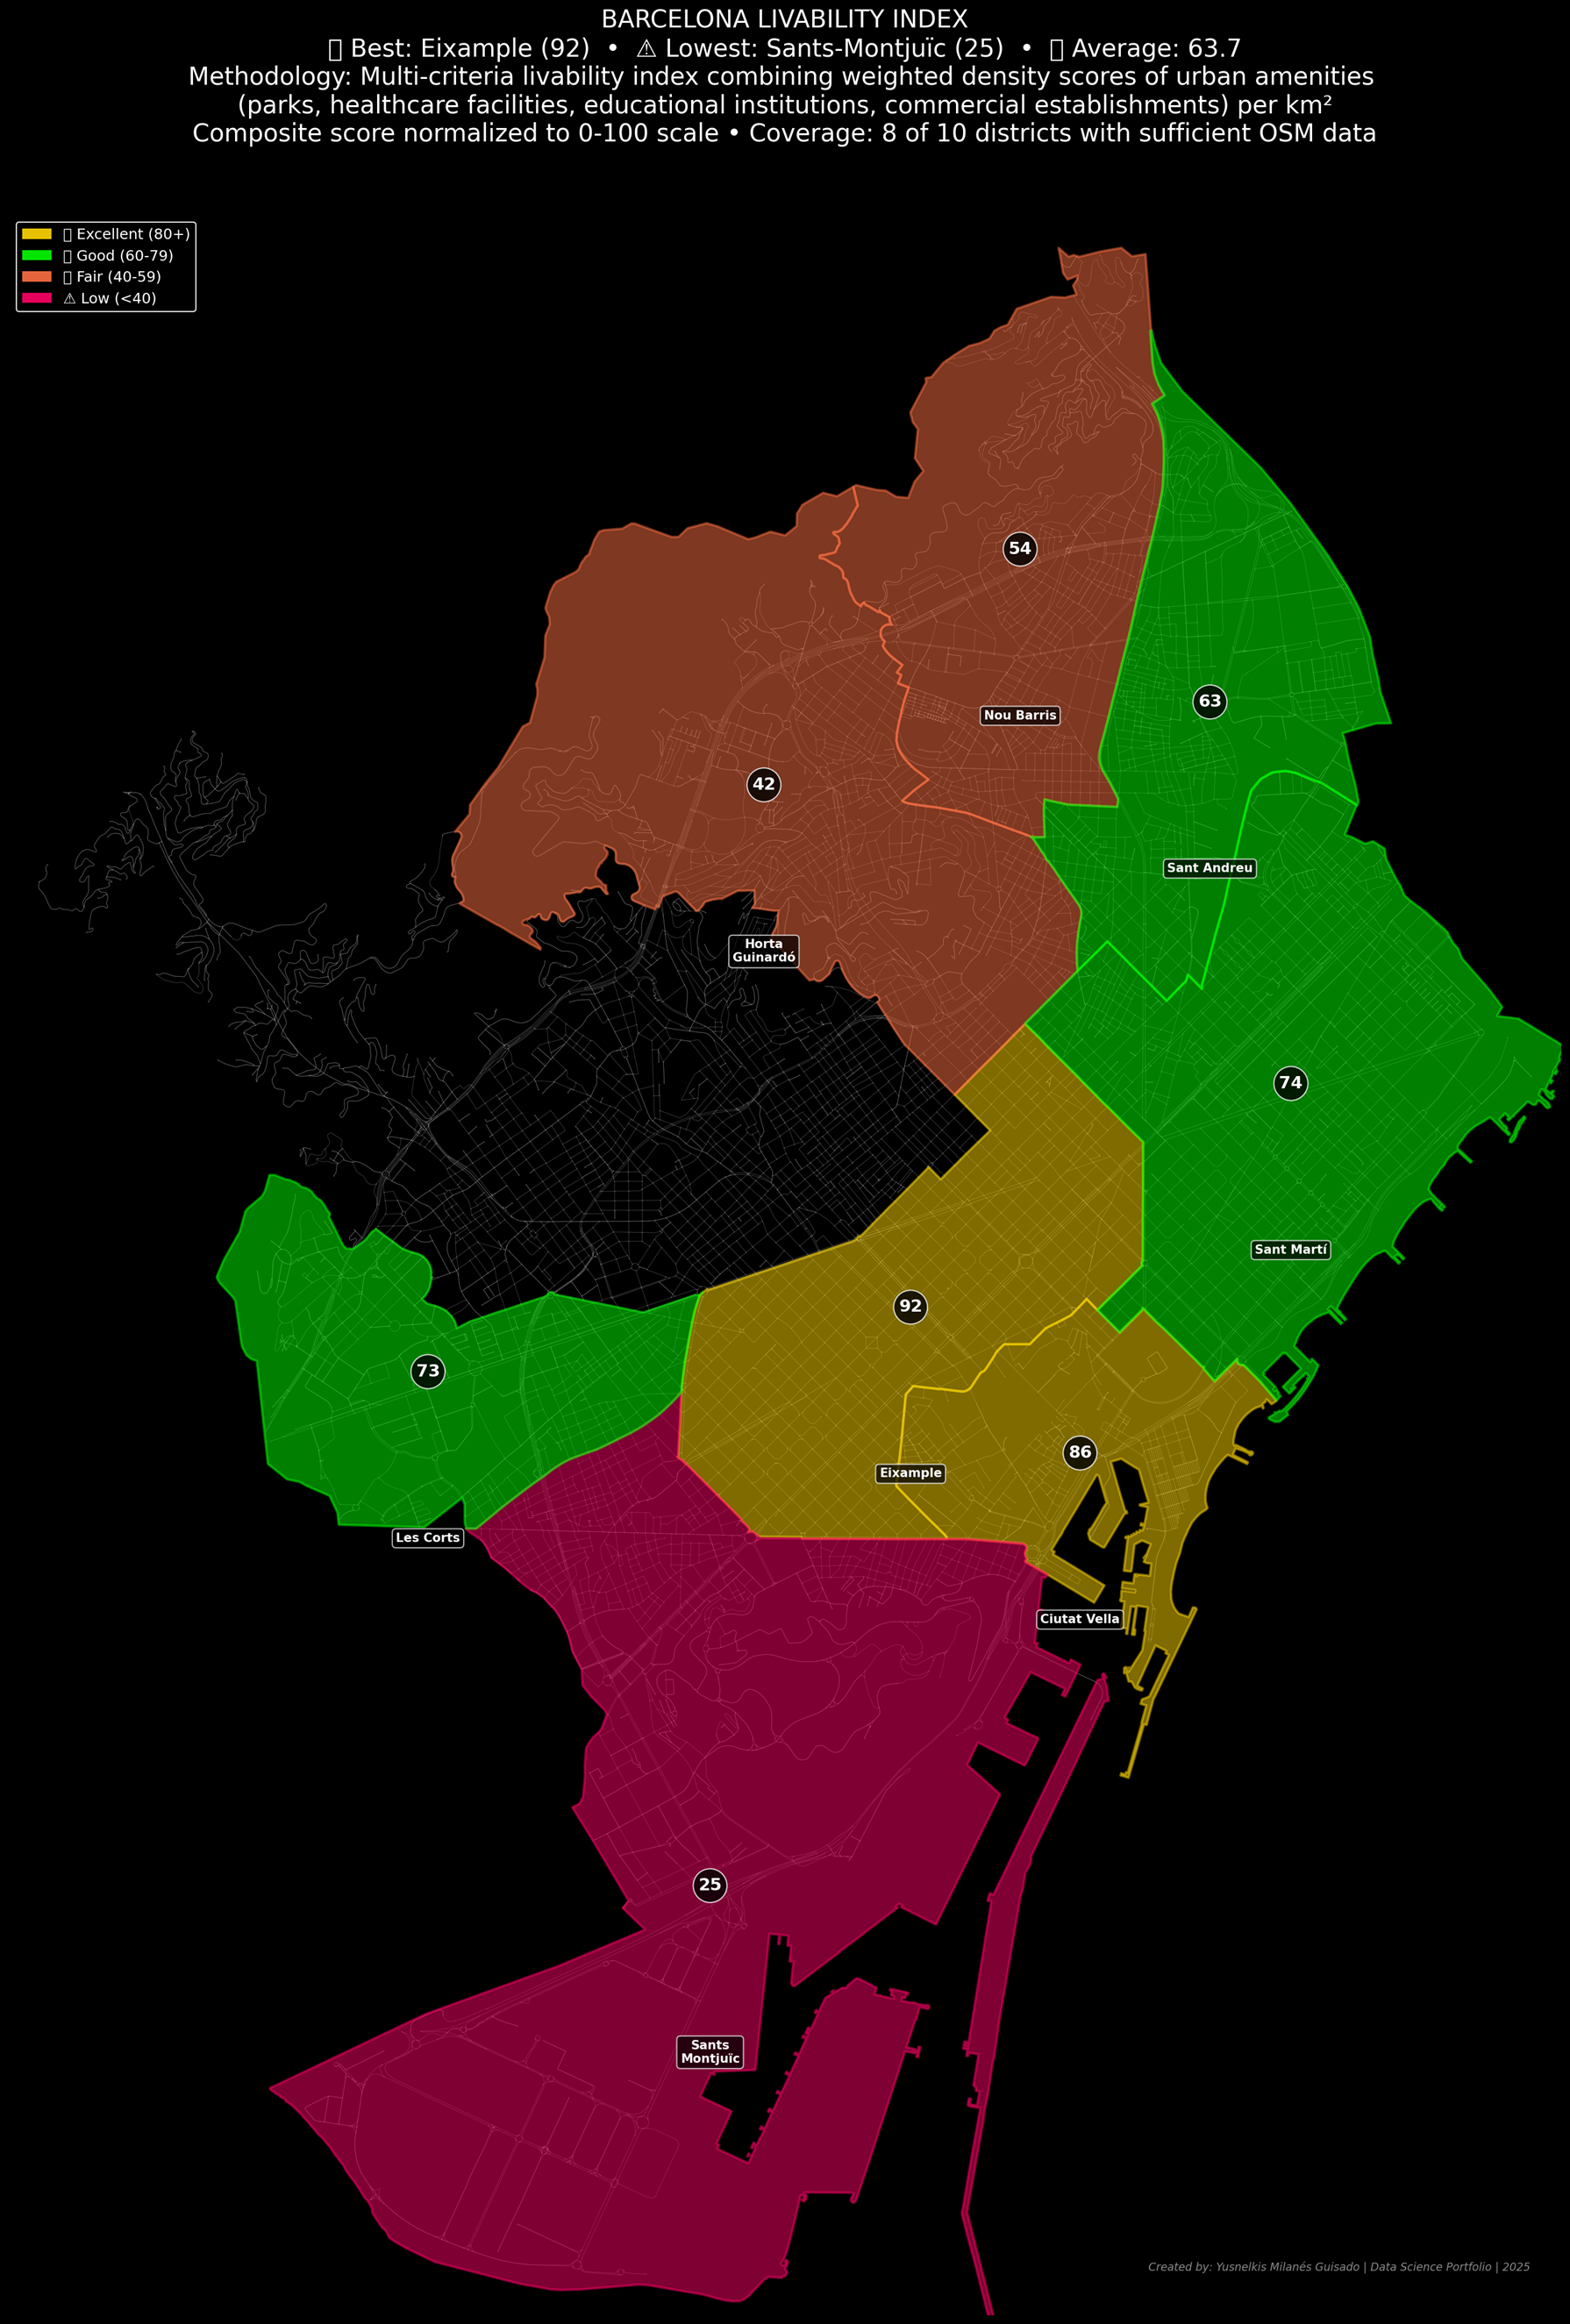 BARCELONA LIVABILITY INDEX
Best: Eixample (92) • ⚠ Lowest: Sants-Montjuïc (25) • Average: 63.7
Methodology: Multi-criteria livability index combining weighted density scores of urban amenities
(parks, healthcare facilities, educational institutions, commercial establishments) per km²
Composite score normalized to 0-100 scale • Coverage: 8 of 10 districts with sufficient OSM data
Excellent (80+)
Good (60-79)
Fair (40-59)
⚠ Low (<40)
54
63
Nou Barris
42
Sant Andreu
Horta
Guinardó
74
Sant Martí
92
73
86
Eixample
Les Corts
Ciutat Vella
25
Sants
Montjuïc
Created by: Yusnelkis Milanés Guisado | Data Science Portfolio | 2025